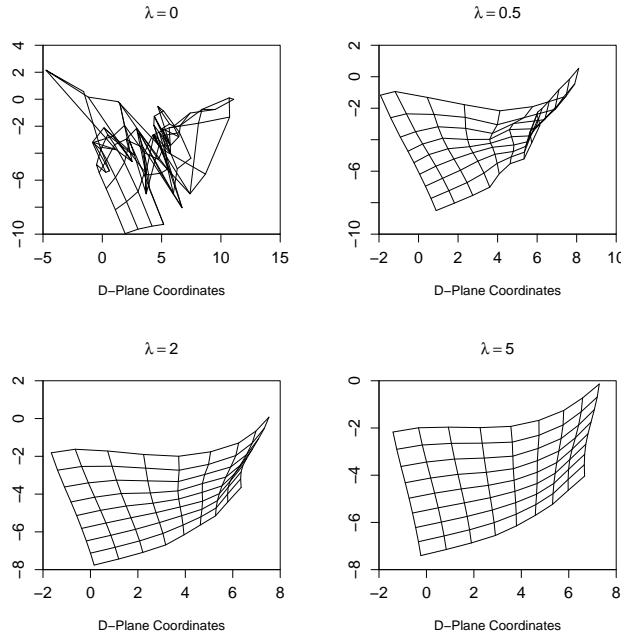 λ = 0
4
2
0
−2
−6
−10
−5 0 5 10 15
D−Plane Coordinates
λ = 0.5
2
0
−2
−6
−10
−2 0 2 4 6 8 10
D−Plane Coordinates
λ = 2
2
0
−2
−4
−6
−8
−2 0 2 4 6 8
D−Plane Coordinates
λ = 5
0
−2
−4
−6
−8
−2 0 2 4 6 8
D−Plane Coordinates